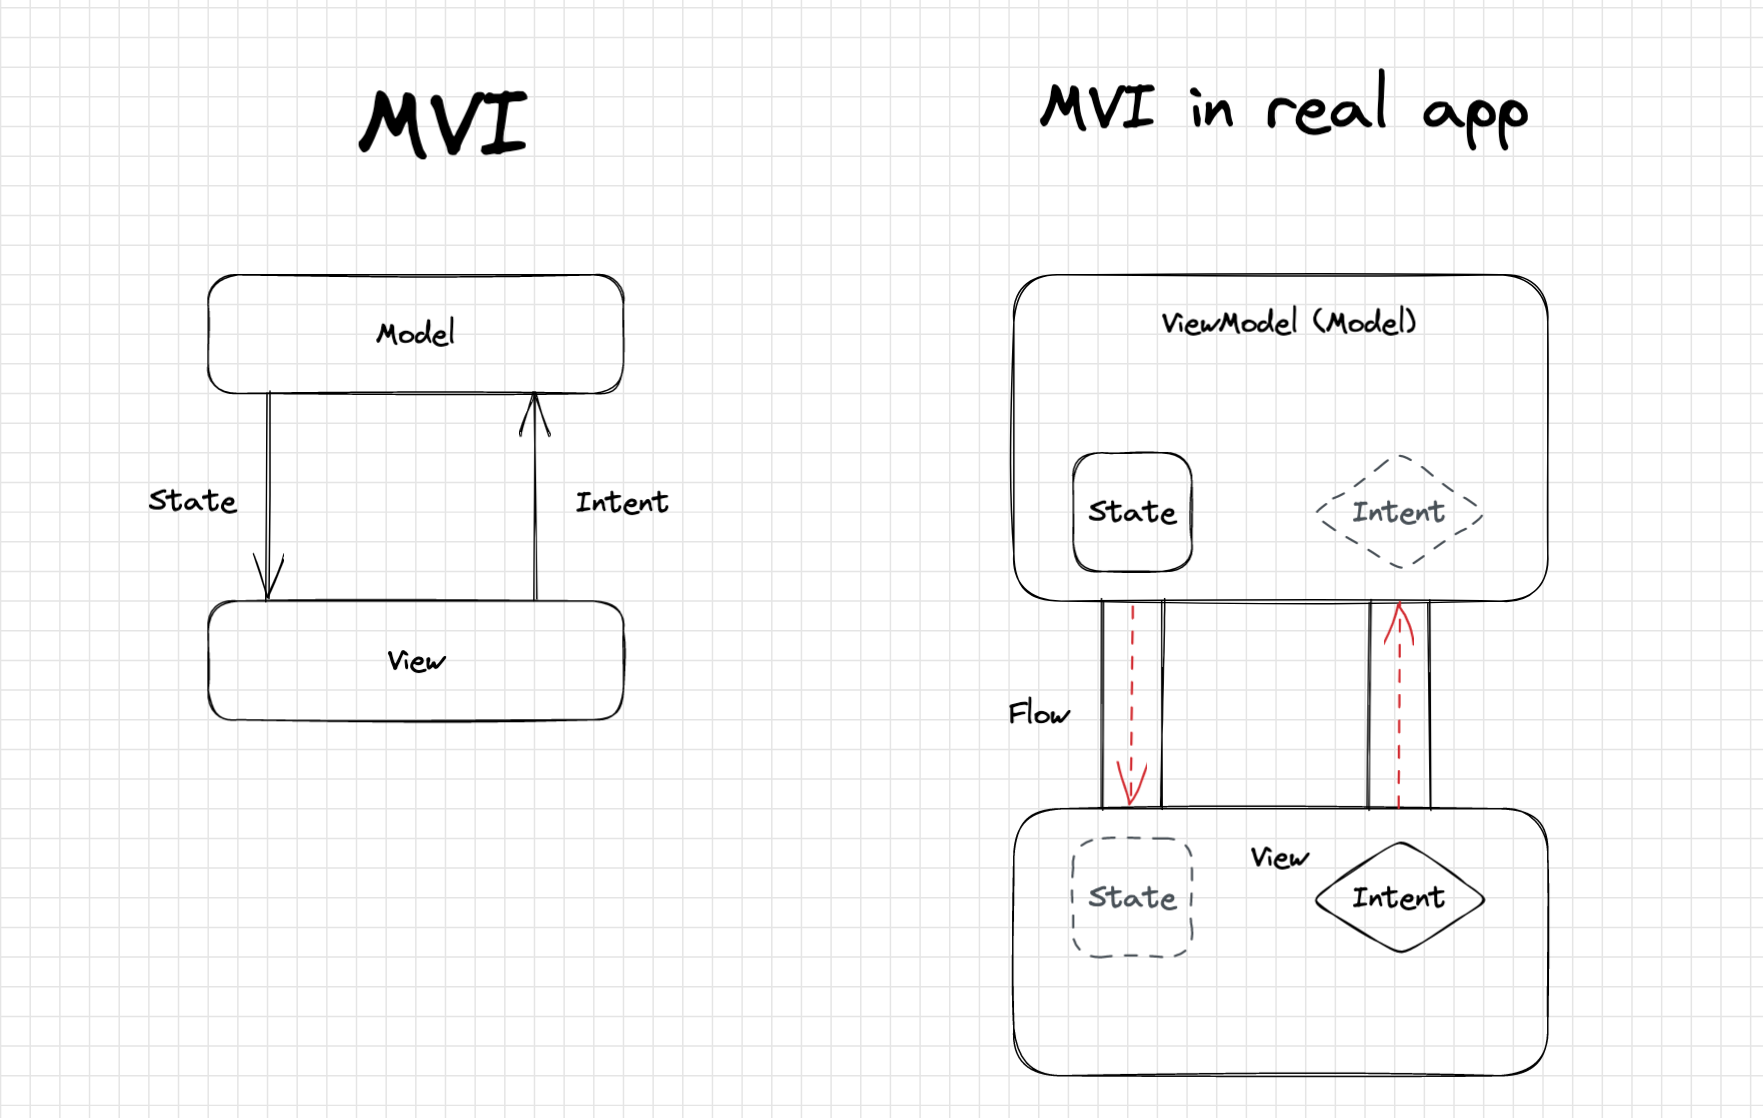 MVI
Model
State
Intent
View
MVI in real app
ViewModel (Model)
State
Intent
Flow
View
State
Intent